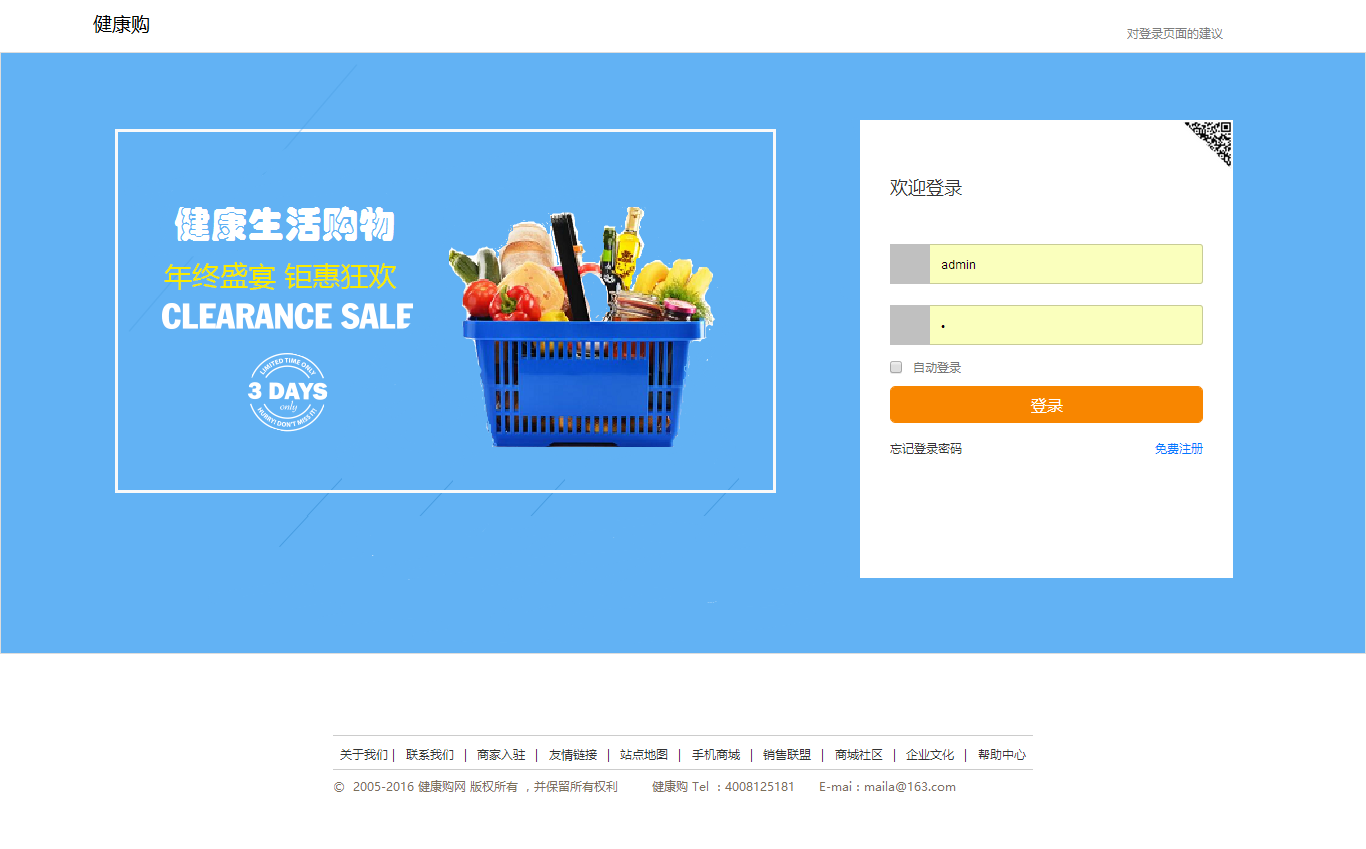 健康购
对登录页面的建议
健康生活购物
年终盛宴 钜惠狂欢
CLEARANCE SALE
LIMITED TIME ONLY
3 DAYS
only
HURRY! DON'T MISS IT!
欢迎登录
admin
•
自动登录
登录
忘记登录密码 免费注册
关于我们 | 联系我们 | 商家入驻 | 友情链接 | 站点地图 | 手机商城 | 销售联盟 | 商城社区 | 企业文化 | 帮助中心
© 2005-2016 健康购网 版权所有 ，并保留所有权利 健康购 Tel ：4008125181 E-mai : maila@163.com